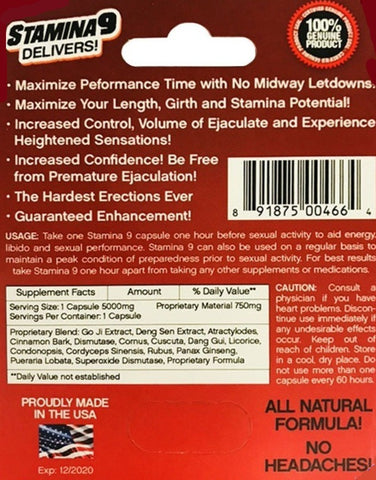 STAMINA 9
DELIVERS!
100%
GENUINE
PRODUCT
• Maximize Peformance Time with No Midway Letdowns.
• Maximize Your Length, Girth and Stamina Potential!
• Increased Control, Volume of Ejaculate and Experience
Heightened Sensations!
• Increased Confidence! Be Free
from Premature Ejaculation!
• The Hardest Erections Ever
• Guaranteed Enhancement!
8 91875 00466 4
USAGE: Take one Stamina 9 capsule one hour before sexual activity to aid energy,
libido and sexual performance. Stamina 9 can also be used on a regular basis to
maintain a peak condition of preparedness prior to sexual activity. For best results
take Stamina 9 one hour apart from taking any other supplements or medications.
Supplement Facts Amount % Daily Value**
Serving Size: 1 Capsule 5000mg Proprietary Material 750mg
Servings Per Container: 1 Capsule
Proprietary Blend: Go Ji Extract, Deng Sen Extract, Atractylodes,
Cinnamon Bark, Dismutase, Cornus, Cuscuta, Dang Gui, Licorice,
Condonopsis, Cordyceps Sinensis, Rubus, Panax Ginseng,
Pueraria Lobata, Superoxide Dismutase, Proprietary Formula
**Daily Value not established
CAUTION: Consult a
physician if you have
heart problems. Discon-
tinue use immediately if
any undesirable effects
occur. Keep out of
reach of children. Store
in a cool, dry place. Do
not use more than one
capsule every 60 hours.
PROUDLY MADE
IN THE USA
Exp: 12/2020
ALL NATURAL
FORMULA!
NO
HEADACHES!